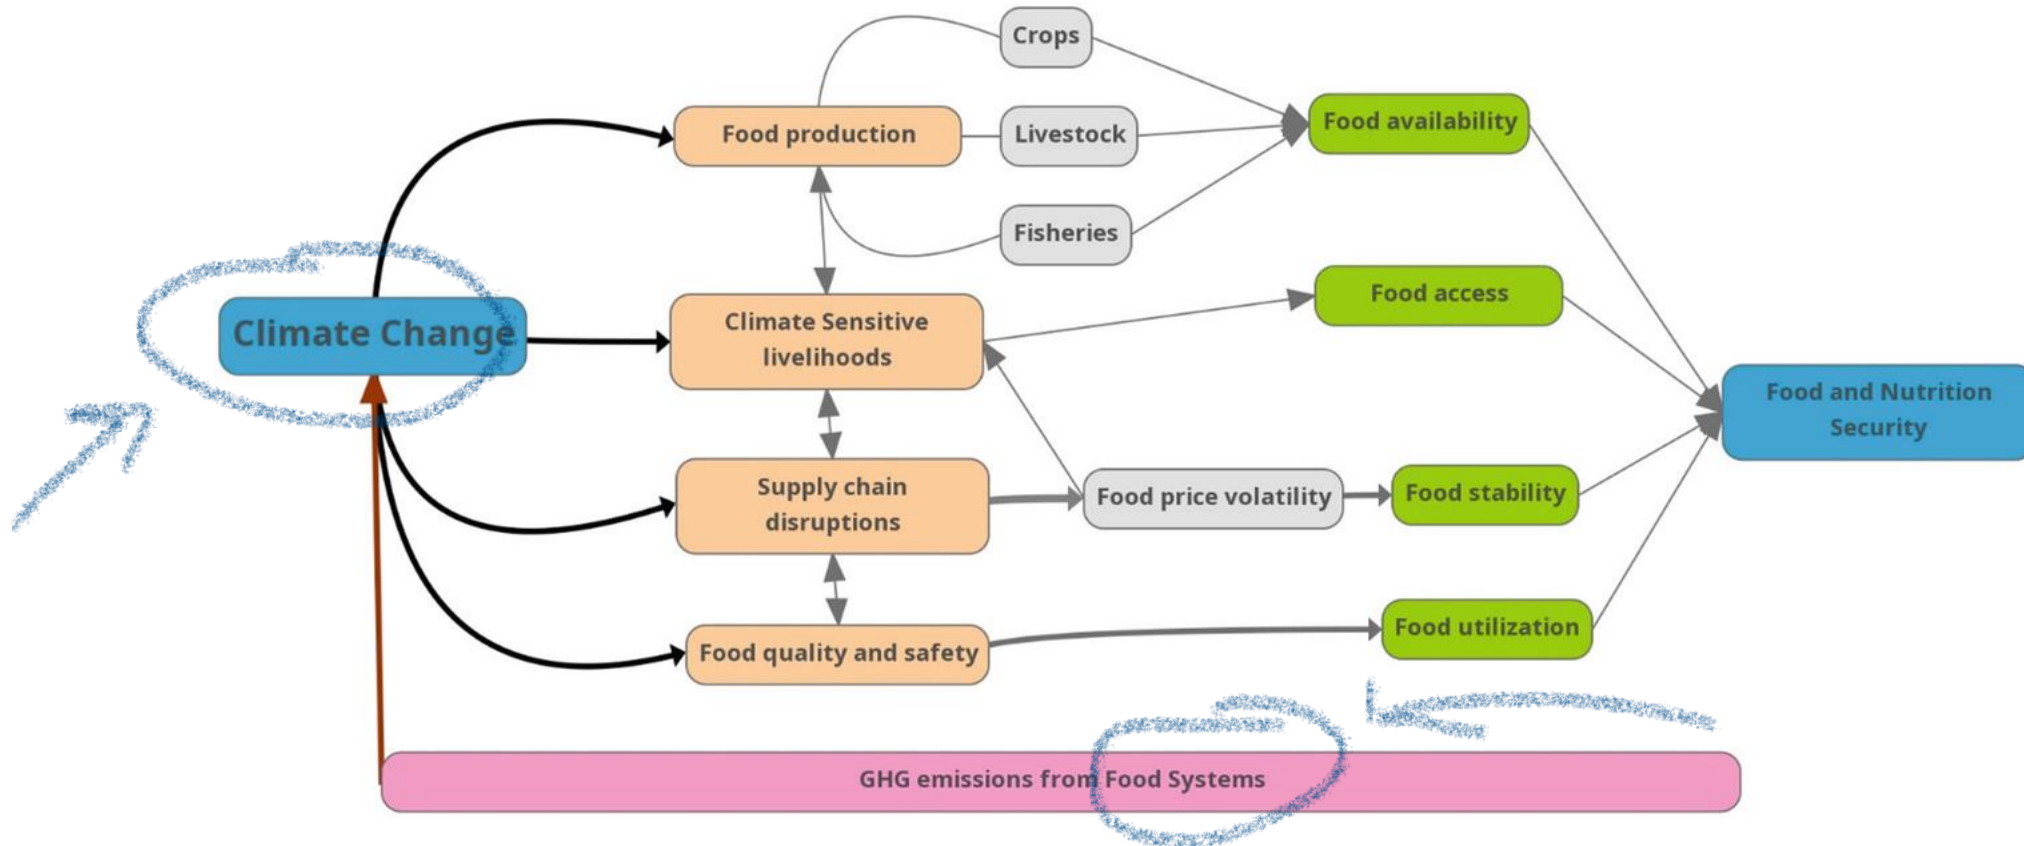 Crops
Food production
Livestock
Food availability
Fisheries
Climate Change
Climate Sensitive
livelihoods
Food access
Food and Nutrition
Security
Supply chain
disruptions
Food price volatility
Food stability
Food quality and safety
Food utilization
GHG emissions from Food Systems